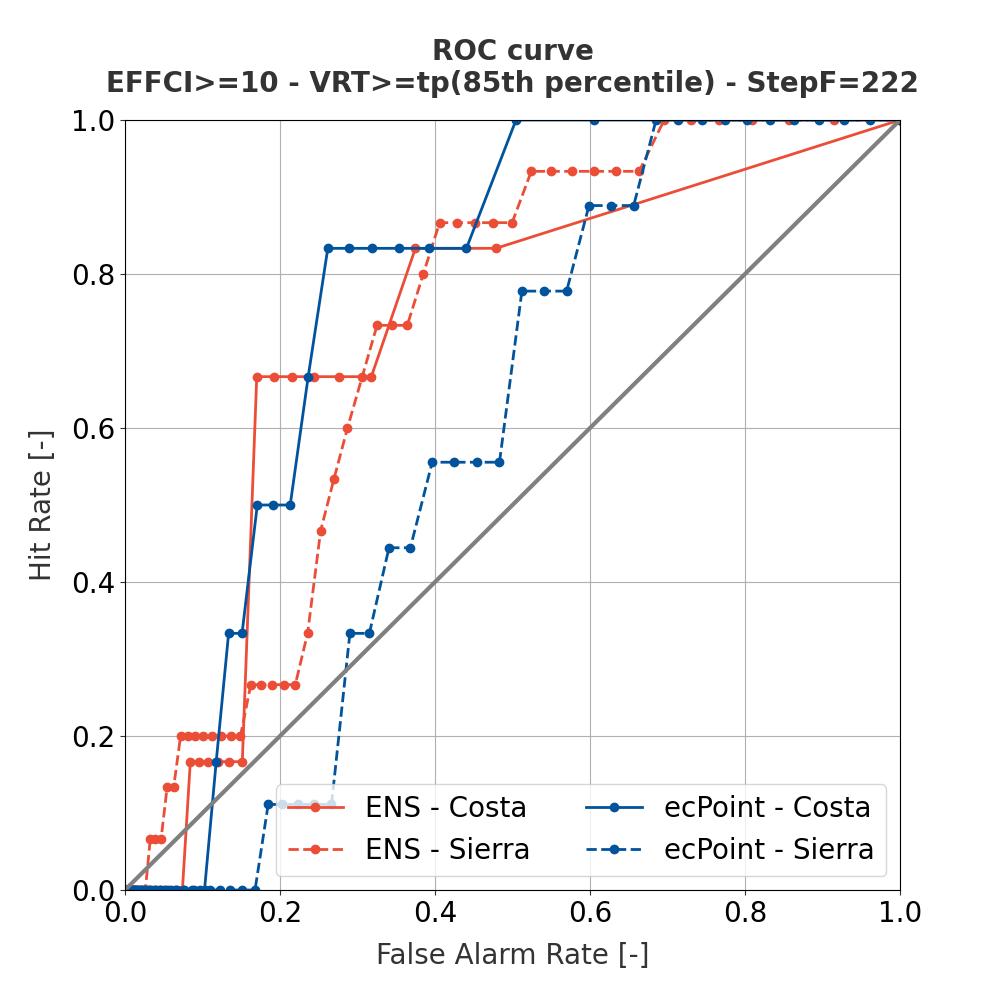 ROC curve
EFFCI>=10 - VRT>=tp(85th percentile) - StepF=222
1.0
0.8
0.6
0.4
0.2
0.0
Hit Rate [-]
ENS - Costa
ENS - Sierra
ecPoint - Costa
ecPoint - Sierra
0.0 0.2 0.4 0.6 0.8 1.0
False Alarm Rate [-]